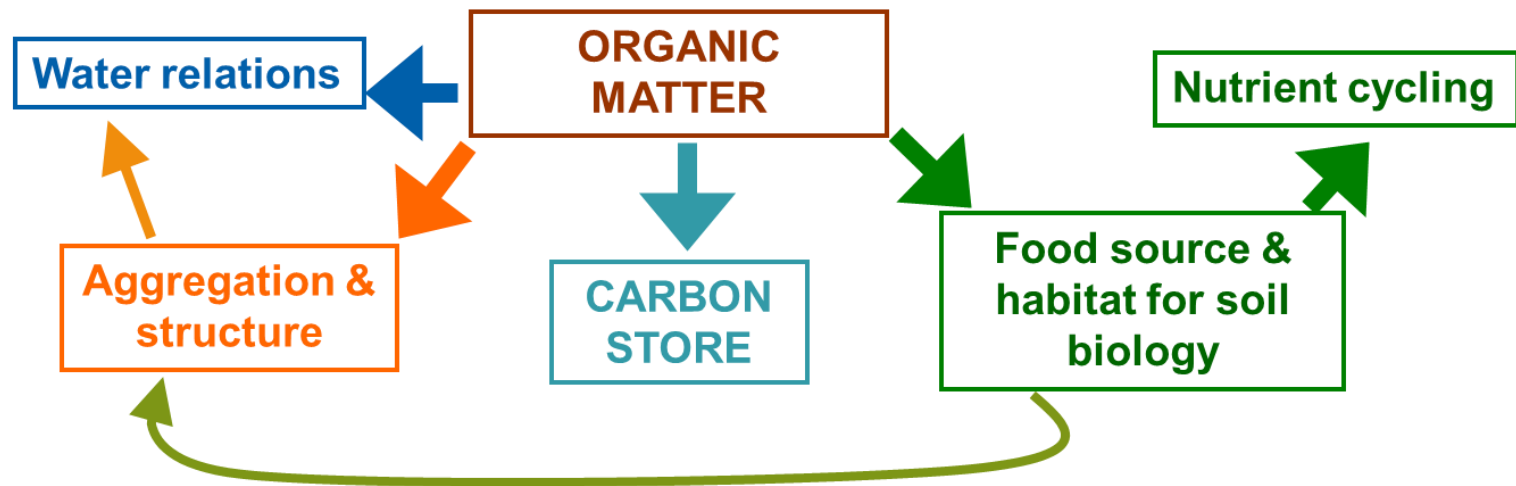 ORGANIC
MATTER
Water relations
Nutrient cycling
Aggregation &
structure
CARBON
STORE
Food source &
habitat for soil
biology